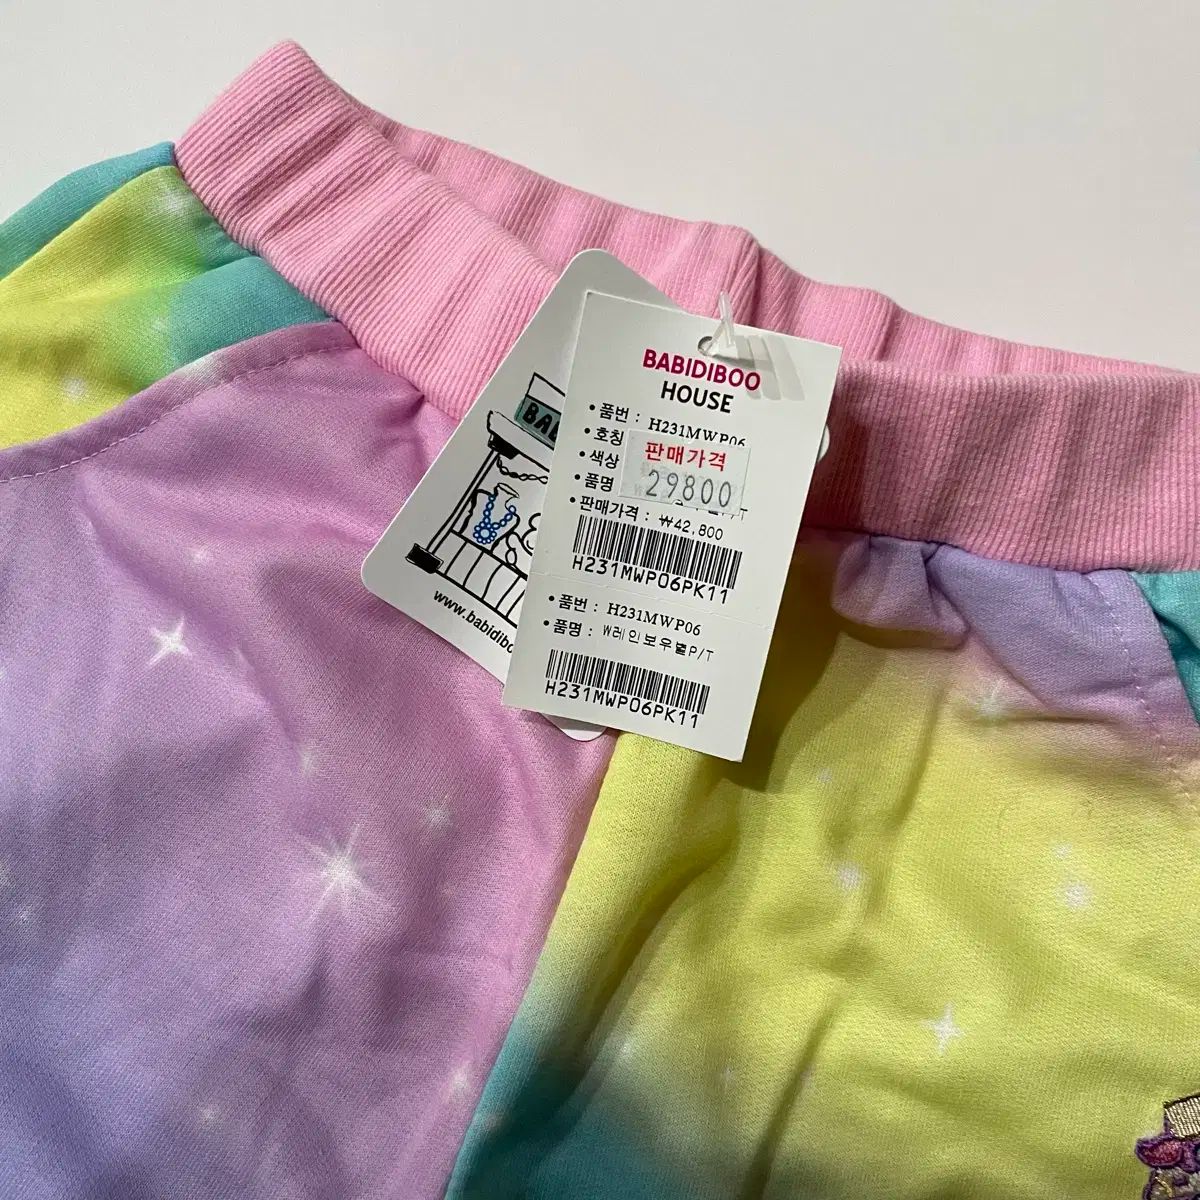 BABIDIBOO
HOUSE
• 품번 : H231MWP06
• 호칭
• 색상
판매가격
29800
• 품명
P/T
• 판매가격 : ₩42,800
H231MWP06PK11
• 품번 : H231MWP06
• 품명 : W레인보우별P/T
H231MWP06PK11
BAB
www.babidiboo